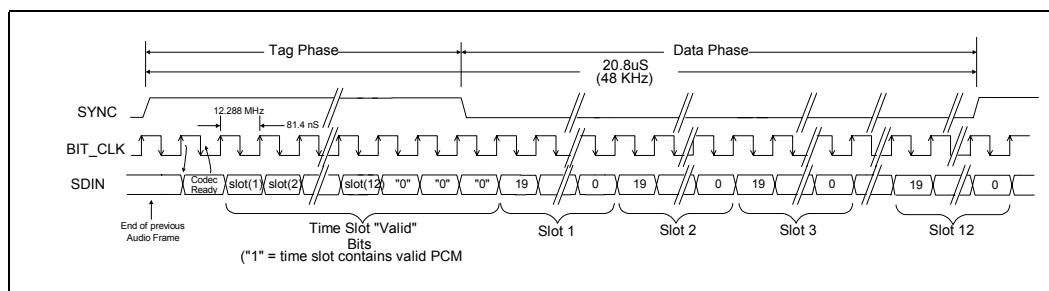 Tag Phase
Data Phase
20.8uS
(48 KHz)
SYNC
12.288 MHz
81.4 nS
BIT_CLK
SDIN
Codec
Ready
slot(1)
slot(2)
slot(12)
"0"
"0"
"0"
19
0
19
0
19
0
19
0
End of previous
Audio Frame
Time Slot "Valid"
Bits
("1" = time slot contains valid PCM
Slot 1
Slot 2
Slot 3
Slot 12